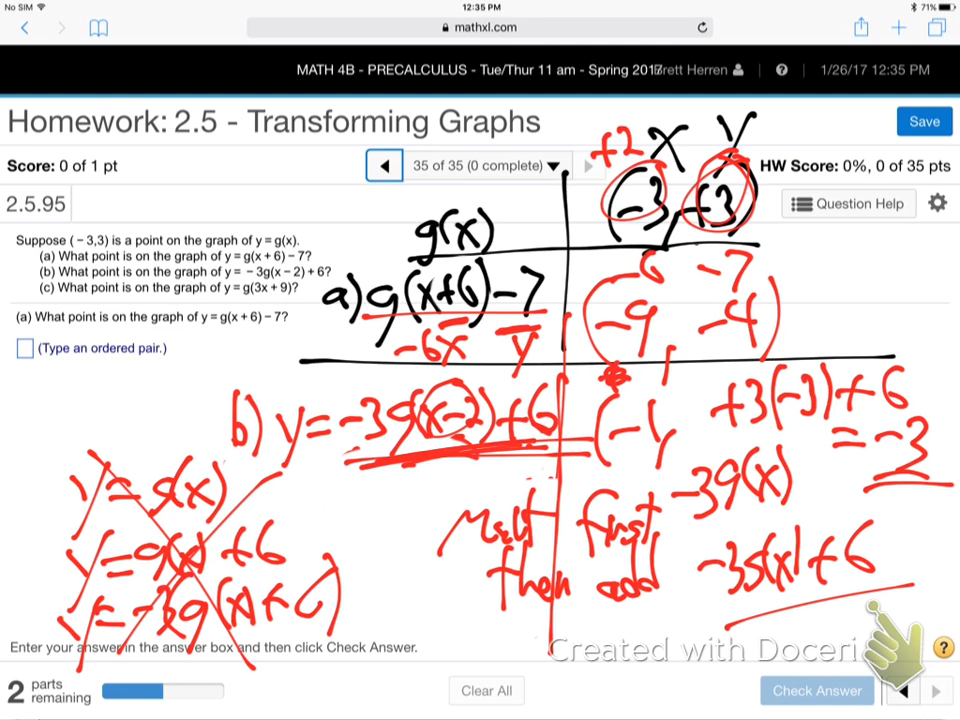 No SIM 12:35 PM 71%
mathxl.com
MATH 4B - PRECALCULUS - Tue/Thur 11 am - Spring 2017 Brett Herren 1/26/17 12:35 PM
Homework: 2.5 - Transforming Graphs
Save
Score: 0 of 1 pt
35 of 35 (0 complete)
HW Score: 0%, 0 of 35 pts
2.5.95
Question Help
Suppose ( − 3,3) is a point on the graph of y = g(x).
(a) What point is on the graph of y = g(x + 6) − 7?
(b) What point is on the graph of y = − 3g(x − 2) + 6?
(c) What point is on the graph of y = g(3x + 9)?
(a) What point is on the graph of y = g(x + 6) − 7?
(Type an ordered pair.)
+2 x y
(-3, +3)
g(x)
a) g(x+6)-7
-6 -7
-6x y
(-9, -4)
b) y=-3g(x-2)+6
(-1, +3(-3)+6
= -3
y=g(x)
y=g(x)+6
y=-3g(x)+6)
Mult first
then add
-3g(x)
-3g(x)+6
Enter your answer in the answer box and then click Check Answer.
Created with Doceri
2 parts remaining
Clear All
Check Answer